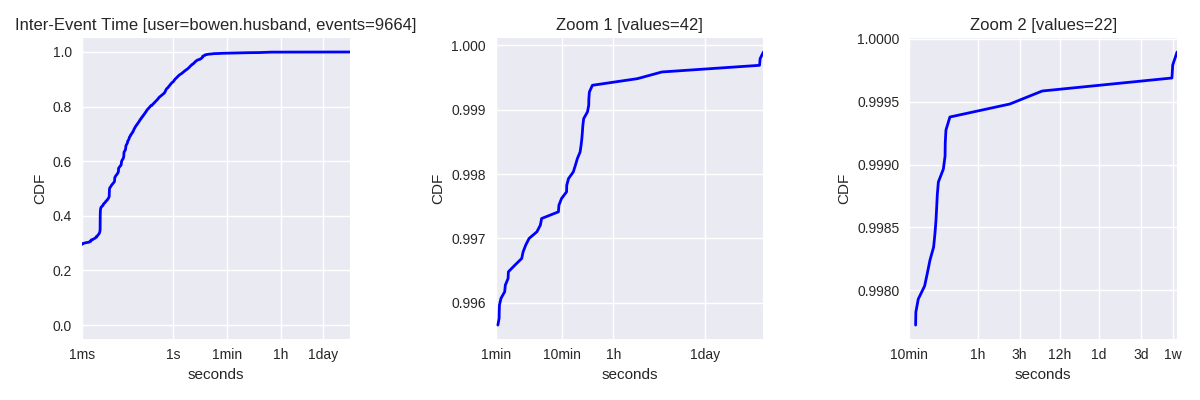 Inter-Event Time [user=bowen.husband, events=9664]
1.0
0.8
0.6
0.4
0.2
0.0
CDF
1ms
1s
1min
1h
1day
seconds
Zoom 1 [values=42]
1.000
0.999
0.998
0.997
0.996
CDF
1min
10min
1h
1day
seconds
Zoom 2 [values=22]
1.0000
0.9995
0.9990
0.9985
0.9980
CDF
10min
1h
3h
12h
1d
3d
1w
seconds